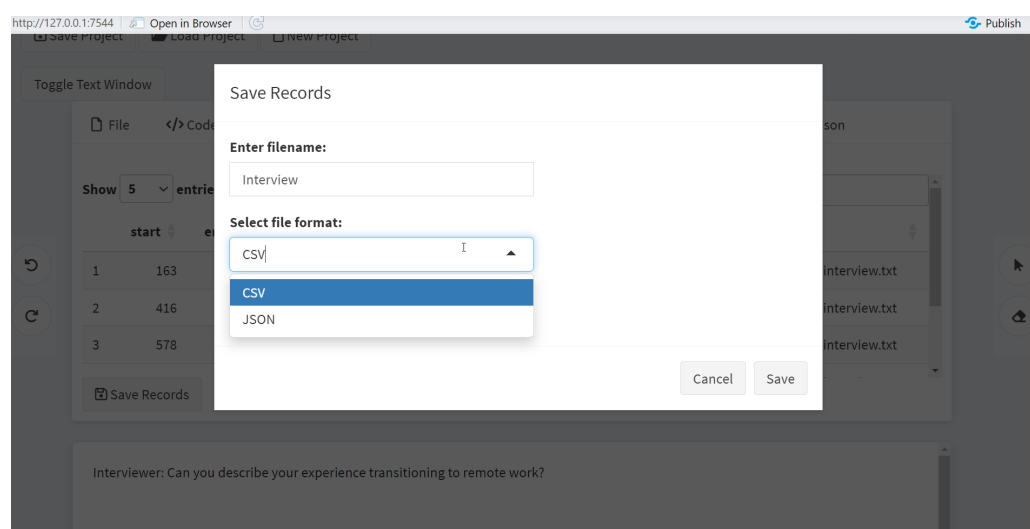 http://127.0.0.1:7544 Open in Browser Publish
Save Project Load Project New Project
Toggle Text Window
Save Records
File </> Code son
Enter filename:
Interview
Show 5 entrie
Select file format:
start e
CSV
1 163 interview.txt
CSV
2 416 interview.txt
JSON
3 578 interview.txt
Cancel Save
Save Records
Interviewer: Can you describe your experience transitioning to remote work?